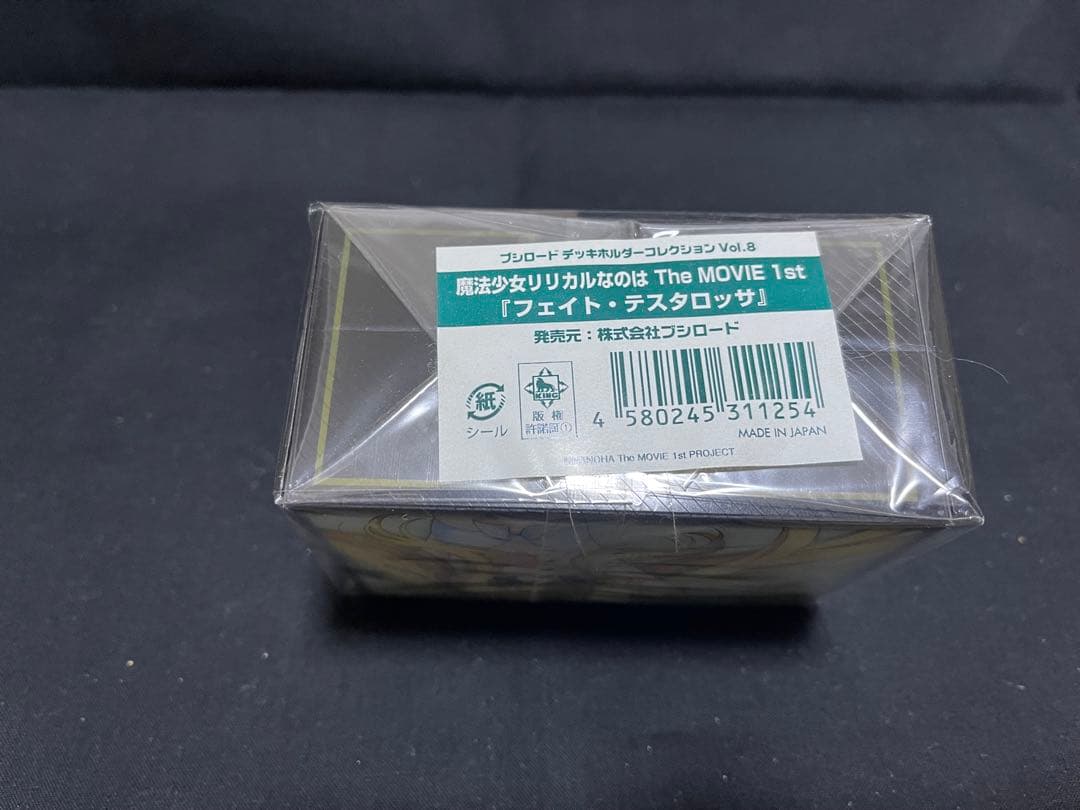 ブシロード デッキホルダーコレクション Vol.8
魔法少女リリカルなのは The MOVIE 1st
『フェイト・テスタロッサ』
発売元：株式会社ブシロード
紙
シール
KING
版権
許諾証①
4 580245 311254
MADE IN JAPAN
NANOHA The MOVIE 1st PROJECT